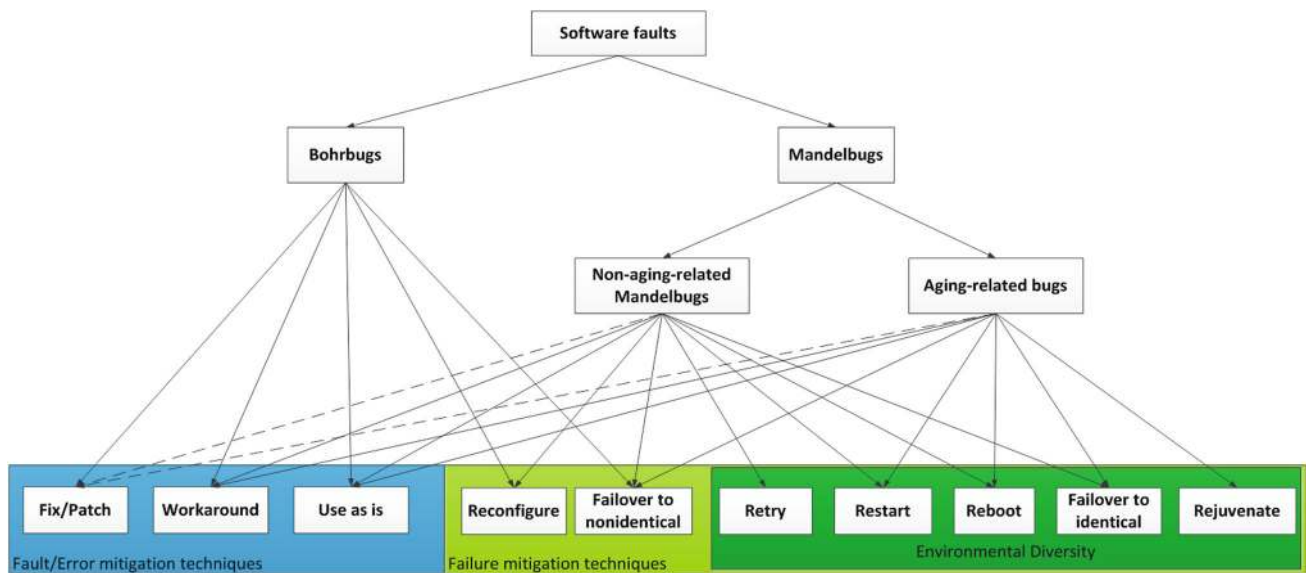 Software faults
Bohrbugs
Mandelbugs
Non-aging-related
Mandelbugs
Aging-related bugs
Fix/Patch
Workaround
Use as is
Reconfigure
Failover to
nonidentical
Retry
Restart
Reboot
Failover to
identical
Rejuvenate
Fault/Error mitigation techniques
Failure mitigation techniques
Environmental Diversity